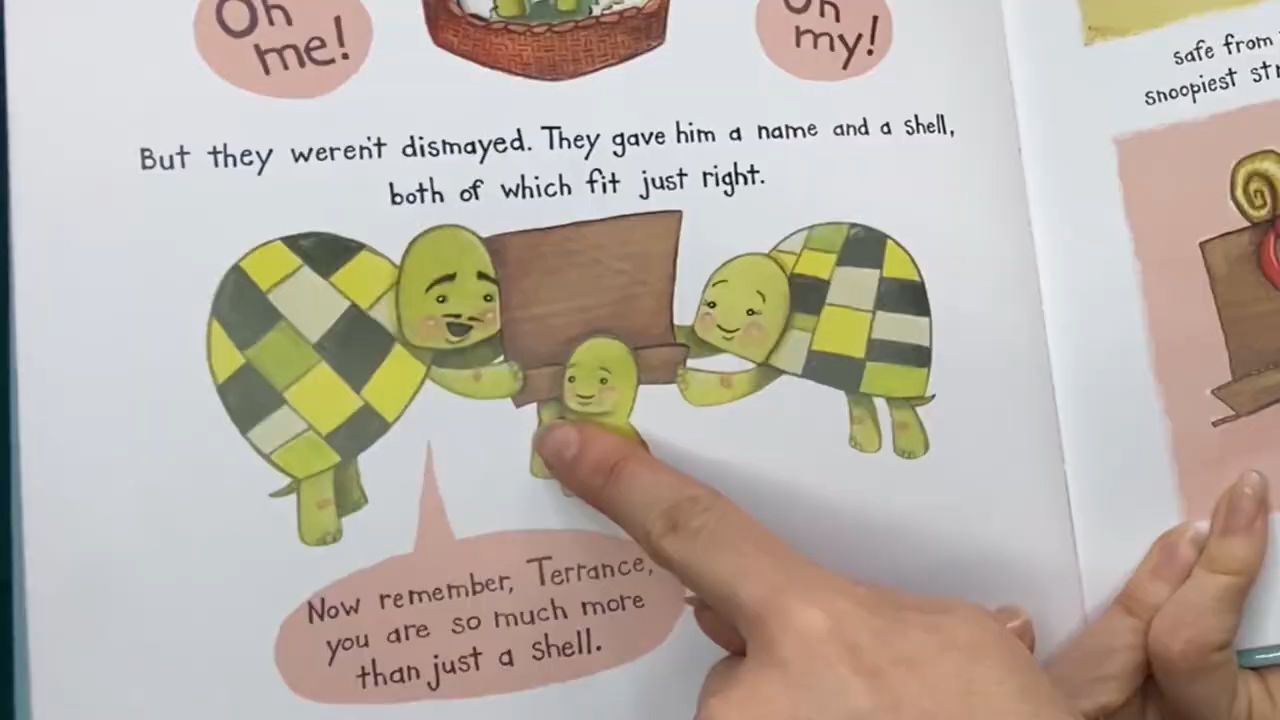 Oh
me!
Oh
my!
But they weren't dismayed. They gave him a name and a shell,
both of which fit just right.
Now remember, Terrance,
you are so much more
than just a shell.
safe from
snoopiest